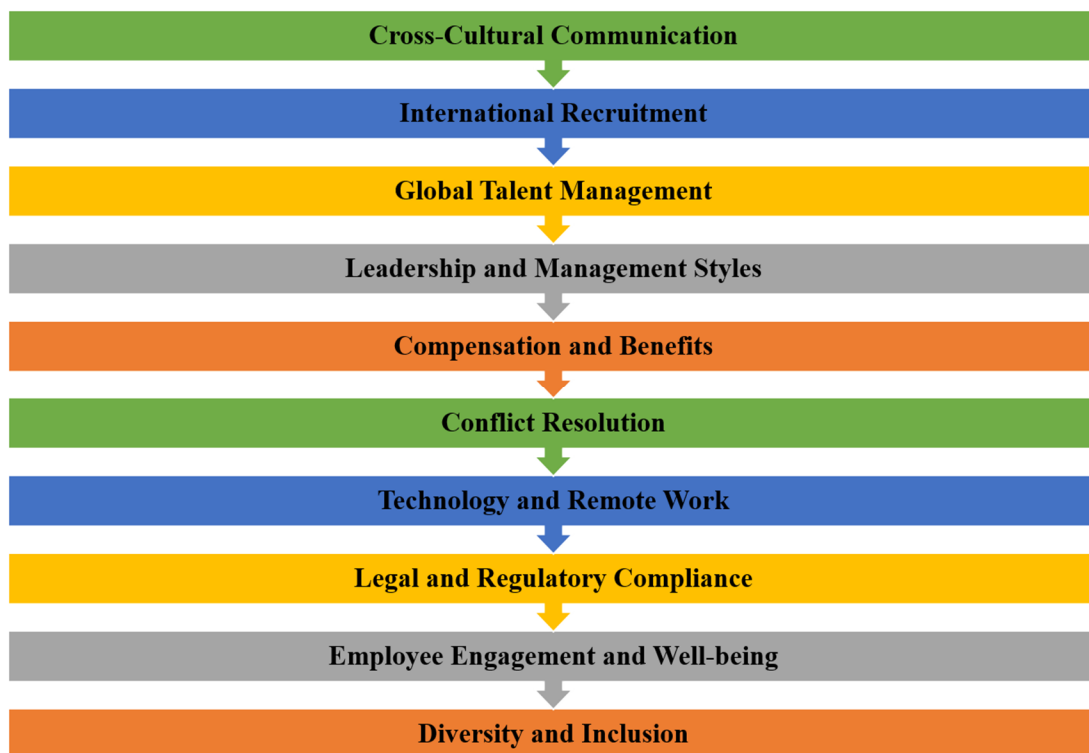 Cross-Cultural Communication
International Recruitment
Global Talent Management
Leadership and Management Styles
Compensation and Benefits
Conflict Resolution
Technology and Remote Work
Legal and Regulatory Compliance
Employee Engagement and Well-being
Diversity and Inclusion